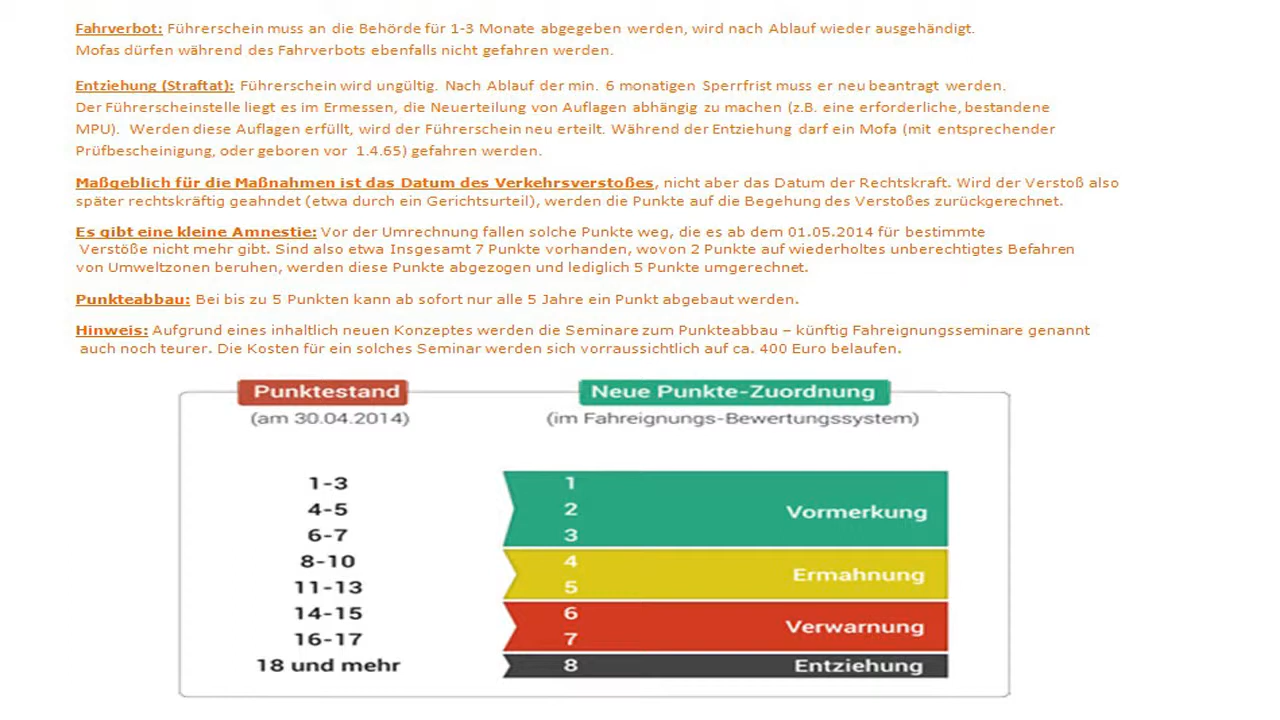 Fahrverbot: Führerschein muss an die Behörde für 1-3 Monate abgegeben werden, wird nach Ablauf wieder ausgehändigt.
Mofas dürfen während des Fahrverbots ebenfalls nicht gefahren werden.
Entziehung (Straftat): Führerschein wird ungültig. Nach Ablauf der min. 6 monatigen Sperrfrist muss er neu beantragt werden.
Der Führerscheinstelle liegt es im Ermessen, die Neuerteilung von Auflagen abhängig zu machen (z.B. eine erforderliche, bestandene
MPU). Werden diese Auflagen erfüllt, wird der Führerschein neu erteilt. Während der Entziehung darf ein Mofa (mit entsprechender
Prüfbescheinigung, oder geboren vor 1.4.65) gefahren werden.
Maßgeblich für die Maßnahmen ist das Datum des Verkehrsverstoßes, nicht aber das Datum der Rechtskraft. Wird der Verstoß also
später rechtskräftig geahndet (etwa durch ein Gerichtsurteil), werden die Punkte auf die Begehung des Verstoßes zurückgerechnet.
Es gibt eine kleine Amnestie: Vor der Umrechnung fallen solche Punkte weg, die es ab dem 01.05.2014 für bestimmte
Verstöße nicht mehr gibt. Sind also etwa Insgesamt 7 Punkte vorhanden, wovon 2 Punkte auf wiederholtes unberechtigtes Befahren
von Umweltzonen beruhen, werden diese Punkte abgezogen und lediglich 5 Punkte umgerechnet.
Punkteabbau: Bei bis zu 5 Punkten kann ab sofort nur alle 5 Jahre ein Punkt abgebaut werden.
Hinweis: Aufgrund eines inhaltlich neuen Konzeptes werden die Seminare zum Punkteabbau – künftig Fahreignungsseminare genannt
auch noch teurer. Die Kosten für ein solches Seminar werden sich vorraussichtlich auf ca. 400 Euro belaufen.
Punktestand Neue Punkte-Zuordnung
(am 30.04.2014) (im Fahreignungs-Bewertungssystem)
1-3 1
4-5 2 Vormerkung
6-7 3
8-10 4 Ermahnung
11-13 5
14-15 6 Verwarnung
16-17 7
18 und mehr 8 Entziehung